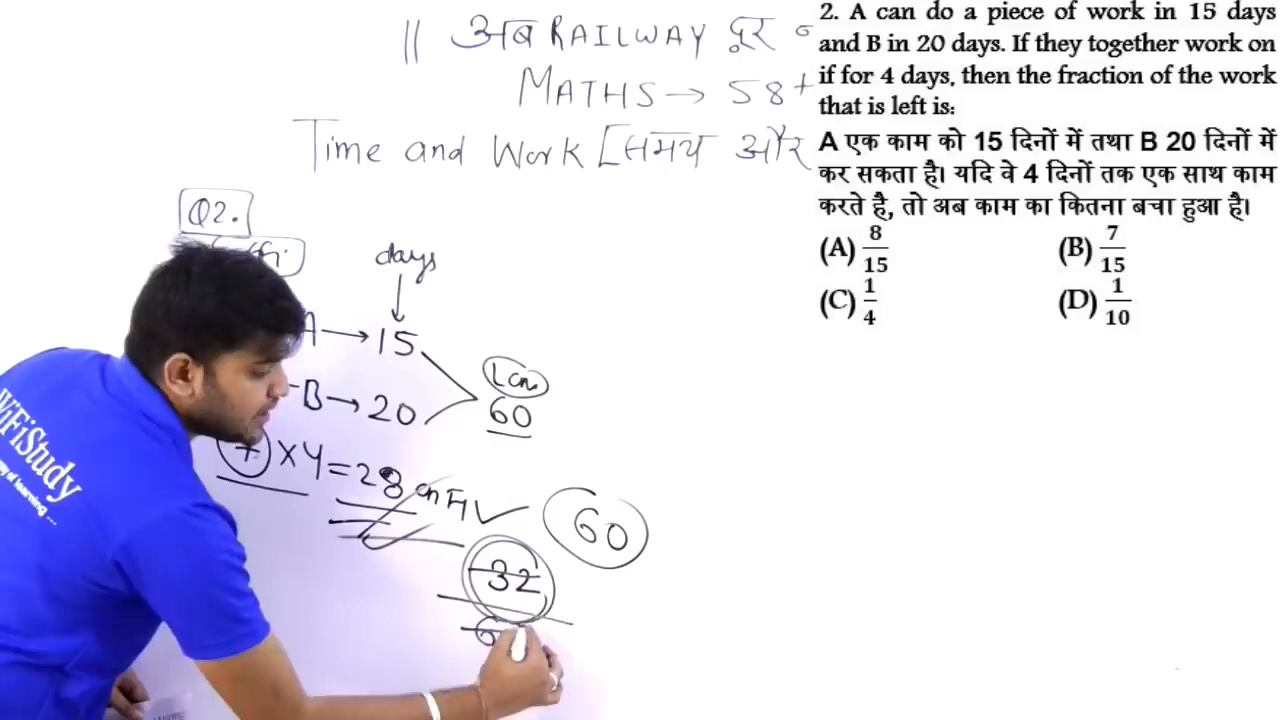 || अब RAILWAY दूर
MATHS → 58+
Time and Work [समय और
2. A can do a piece of work in 15 days
and B in 20 days. If they together work on
if for 4 days, then the fraction of the work
that is left is:
A एक काम को 15 दिनों में तथा B 20 दिनों में
कर सकता है। यदि वे 4 दिनों तक एक साथ काम
करते है, तो अब काम का कितना बचा हुआ है।
(A) 8/15 (B) 7/15
(C) 1/4 (D) 1/10
Q2.
days
A → 15
B → 20
Lcm
60
7 × 4 = 28
60
32
WiFiStudy